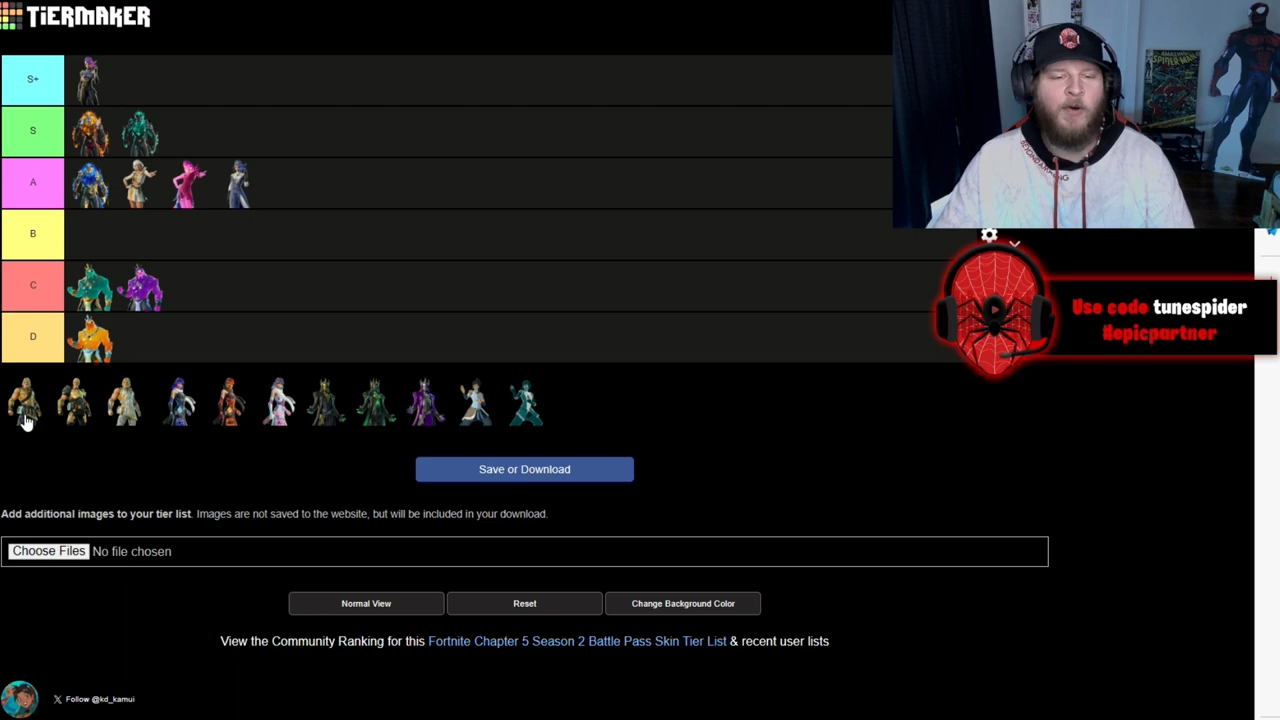 TiERMAKER
S+
S
A
B
C
D
Use code tunespider
#epicpartner
Save or Download
Add additional images to your tier list. Images are not saved to the website, but will be included in your download.
Choose Files No file chosen
Normal View
Reset
Change Background Color
View the Community Ranking for this Fortnite Chapter 5 Season 2 Battle Pass Skin Tier List & recent user lists
X Follow @kd_kamui